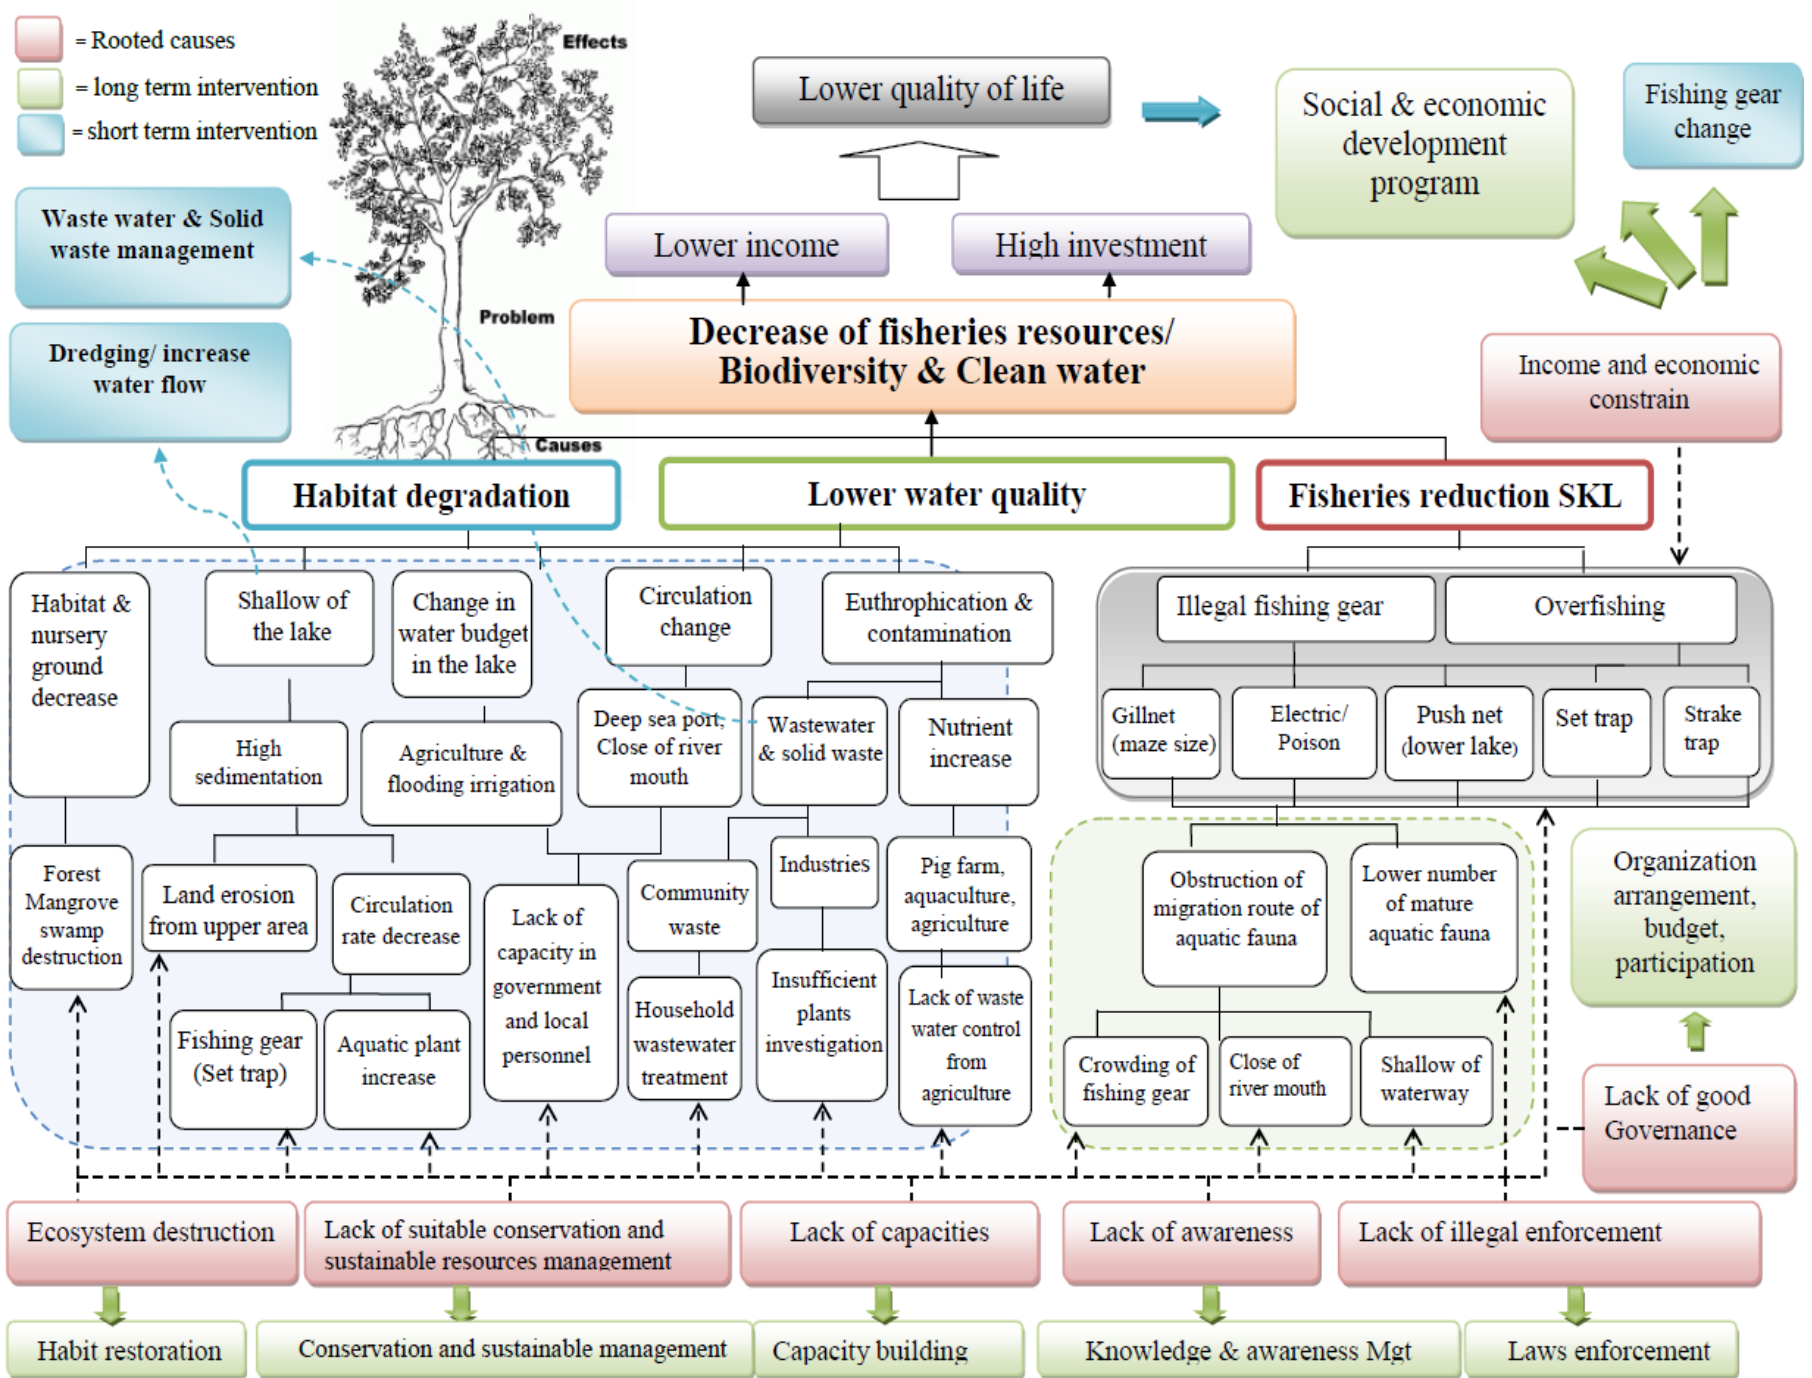 = Rooted causes
= long term intervention
= short term intervention
Effects
Problem
Causes
Lower quality of life
Social & economic
development
program
Fishing gear
change
Waste water & Solid
waste management
Lower income
High investment
Dredging/ increase
water flow
Decrease of fisheries resources/
Biodiversity & Clean water
Income and economic
constrain
Habitat degradation
Lower water quality
Fisheries reduction SKL
Habitat &
nursery
ground
decrease
Shallow of
the lake
Change in
water budget
in the lake
Circulation
change
Euthrophication &
contamination
Illegal fishing gear
Overfishing
High
sedimentation
Agriculture &
flooding irrigation
Deep sea port,
Close of river
mouth
Wastewater
& solid waste
Nutrient
increase
Gillnet
(maze size)
Electric/
Poison
Push net
(lower lake)
Set trap
Strake
trap
Forest
Mangrove
swamp
destruction
Land erosion
from upper area
Circulation
rate decrease
Lack of
capacity in
government
and local
personnel
Community
waste
Industries
Pig farm,
aquaculture,
agriculture
Obstruction of
migration route of
aquatic fauna
Lower number
of mature
aquatic fauna
Organization
arrangement,
budget,
participation
Fishing gear
(Set trap)
Aquatic plant
increase
Household
wastewater
treatment
Insufficient
plants
investigation
Lack of waste
water control
from
agriculture
Crowding of
fishing gear
Close of
river mouth
Shallow of
waterway
Lack of good
Governance
Ecosystem destruction
Lack of suitable conservation and
sustainable resources management
Lack of capacities
Lack of awareness
Lack of illegal enforcement
Habit restoration
Conservation and sustainable management
Capacity building
Knowledge & awareness Mgt
Laws enforcement